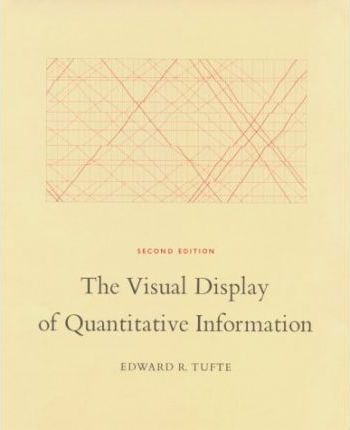 SECOND EDITION
The Visual Display
of Quantitative Information
EDWARD R. TUFTE